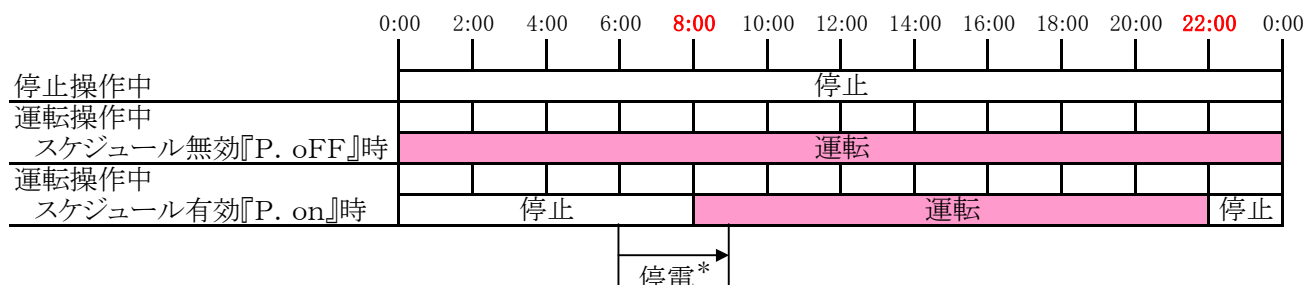 0:00 2:00 4:00 6:00 8:00 10:00 12:00 14:00 16:00 18:00 20:00 22:00 0:00
停止操作中 停止
運転操作中
スケジュール無効『P. oFF』時 運転
運転操作中
スケジュール有効『P. on』時 停止 運転 停止
停電*